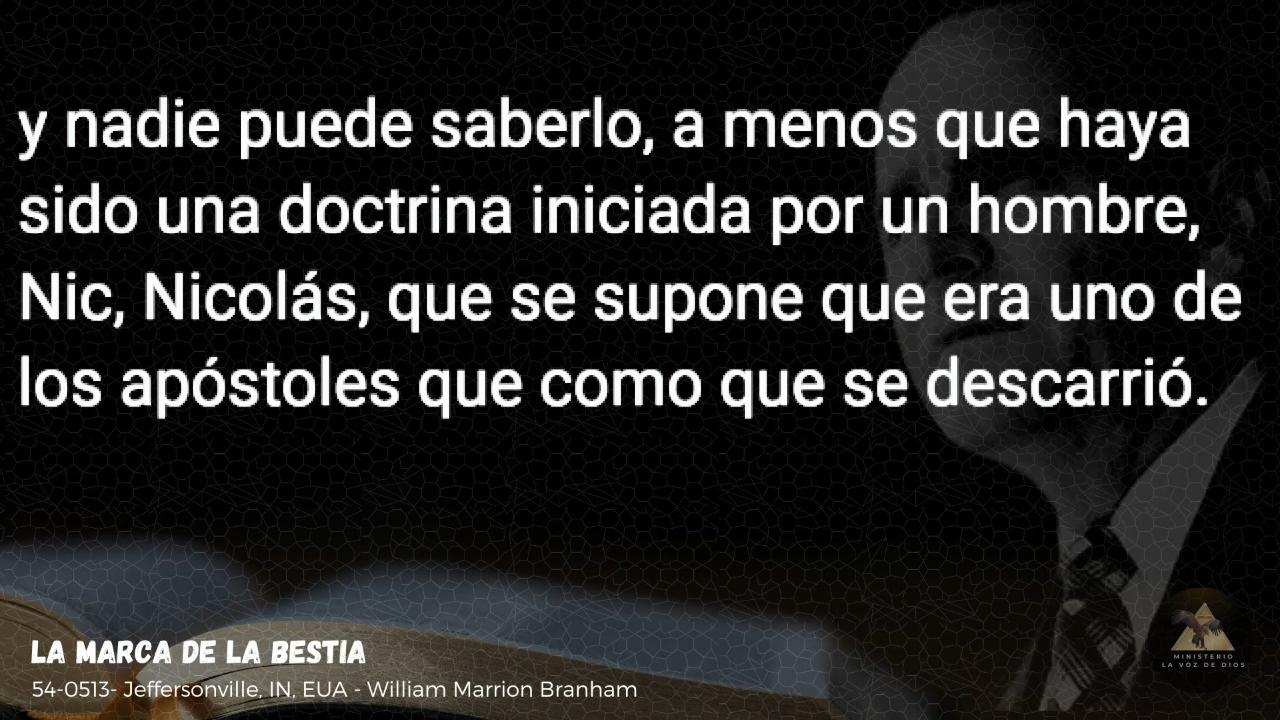 y nadie puede saberlo, a menos que haya
sido una doctrina iniciada por un hombre,
Nic, Nicolás, que se supone que era uno de
los apóstoles que como que se descarrió.
LA MARCA DE LA BESTIA
54-0513- Jeffersonville, IN, EUA - William Marrion Branham
MINISTERIO
LA VOZ DE DIOS